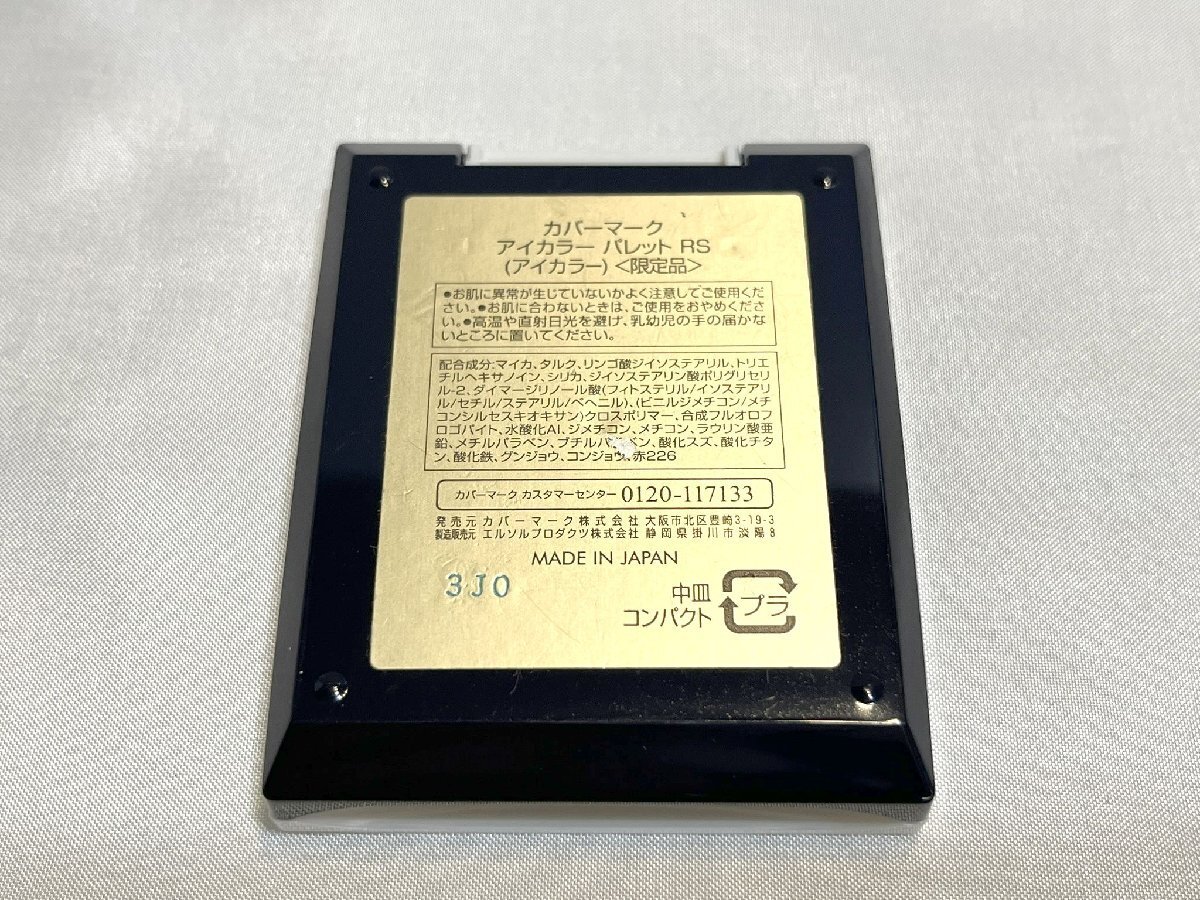 カバーマーク
アイカラー パレット RS
(アイカラー)<限定品>
●お肌に異常が生じていないかよく注意してご使用くだ
さい。●お肌に合わないときは、ご使用をおやめくださ
い。●高温や直射日光を避け、乳幼児の手の届かな
いところに置いてください。
配合成分:マイカ、タルク、リンゴ酸ジイソステアリル、トリエ
チルヘキサノイン、シリカ、ジイソステアリン酸ポリグリセリ
ル-2、ダイマージリノール酸(フィトステリル/イソステアリ
ル/セチル/ステアリル/ベヘニル)、(ビニルジメチコン/メチ
コンシルセスキオキサン)クロスポリマー、合成フルオロフ
ロゴパイト、水酸化Al、ジメチコン、メチコン、ラウリン酸亜
鉛、メチルパラベン、ブチルパラベン、酸化スズ、酸化チタ
ン、酸化鉄、グンジョウ、コンジョウ、赤226
カバーマーク カスタマーセンター 0120-117133
発売元 カバーマーク株式会社 大阪市北区豊崎3-19-3
製造販売元 エルソルプロダクツ株式会社 静岡県掛川市淡陽8
MADE IN JAPAN
3J0
中皿
コンパクト
プラ